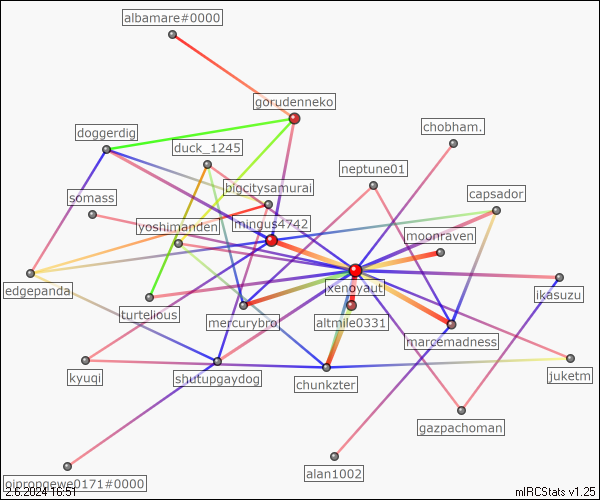 albamare#0000
gorudenneko
chobham.
doggerdig
duck_1245
neptune01
bigcitysamurai
capsador
somass
yoshimanden
mingus4742
moonraven
edgepanda
xenoyaut
ikasuzu
turtelious
mercurybro
altmile0331
marcemadness
kyuqi
shutupgaydog
chunkzter
juketm
gazpachoman
alan1002
oipropgewe0171#0000
2.6.2024 16:51
mIRCStats v1.25